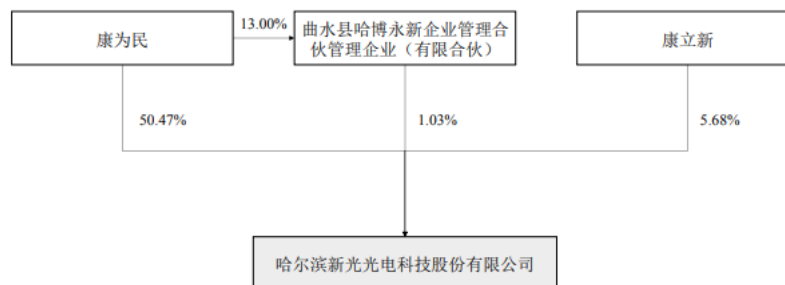 康为民
13.00%
曲水县哈博永新企业管理合
伙管理企业（有限合伙）
康立新
50.47%
1.03%
5.68%
哈尔滨新光光电科技股份有限公司